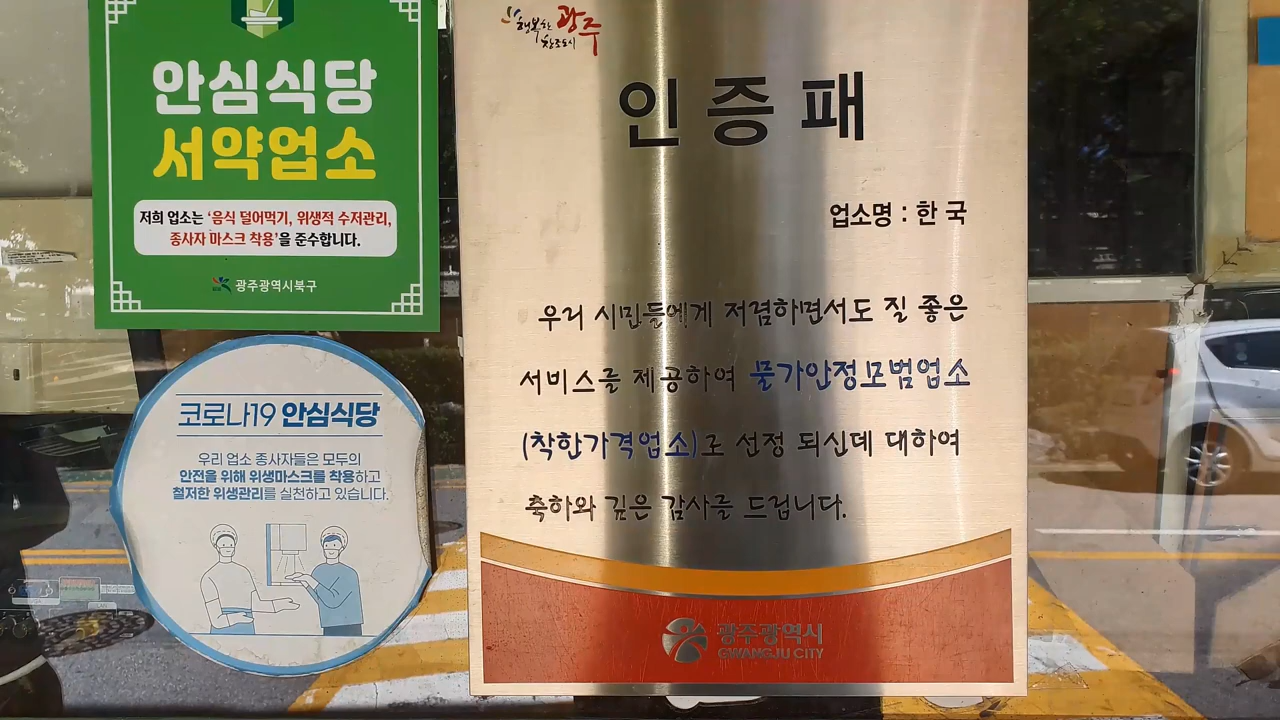 안심식당
서약업소
저희 업소는 '음식 덜어먹기, 위생적 수저관리,
종사자 마스크 착용'을 준수합니다.
광주광역시북구
코로나19 안심식당
우리 업소 종사자들은 모두의
안전을 위해 위생마스크를 착용하고
철저한 위생관리를 실천하고 있습니다.
행복한 창조도시 광주
인증패
업소명 : 한 국
우리 시민들에게 저렴하면서도 질 좋은
서비스를 제공하여 물가안정모범업소
(착한가격업소)로 선정 되신데 대하여
축하와 깊은 감사를 드립니다.
광주광역시
GWANGJU CITY